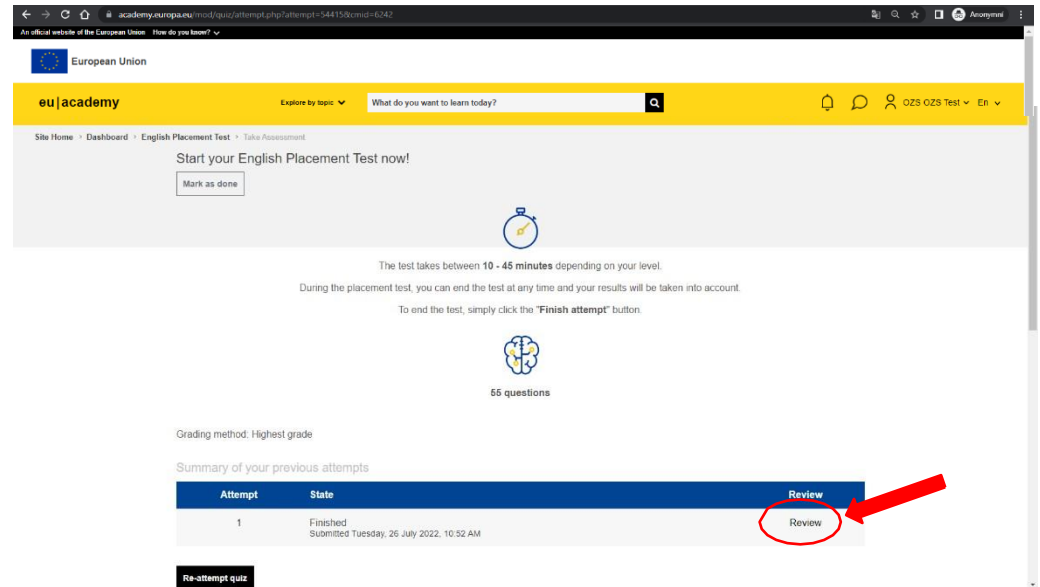 academy.europa.eu/mod/quiz/attempt.php?attempt=54415&cmid=6242
Anonymní
An official website of the European Union How do you know?
European Union
eu|academy
Explore by topic
What do you want to learn today?
OZS OZS Test
En
Site Home › Dashboard › English Placement Test › Take Assessment
Start your English Placement Test now!
Mark as done
The test takes between 10 - 45 minutes depending on your level.
During the placement test, you can end the test at any time and your results will be taken into account.
To end the test, simply click the "Finish attempt" button.
55 questions
Grading method: Highest grade
Summary of your previous attempts
Attempt State Review
1 Finished Review
Submitted Tuesday, 26 July 2022, 10:52 AM
Re-attempt quiz